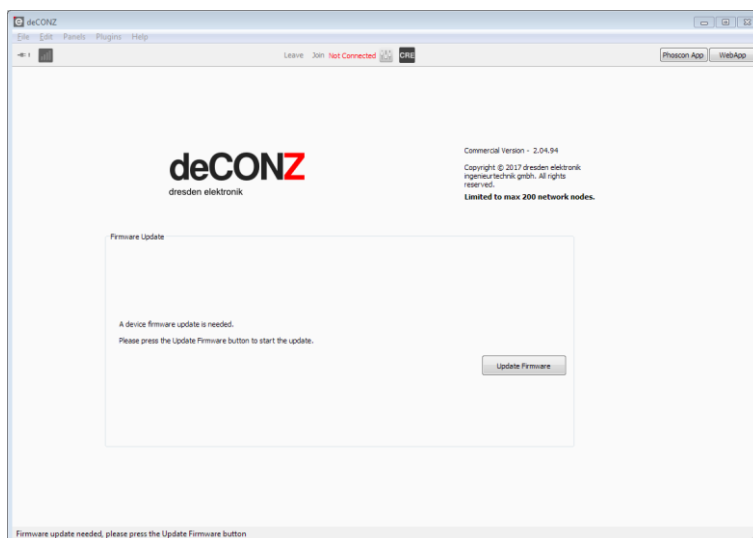 deCONZ
File Edit Panels Plugins Help
Leave Join Not Connected CRE Phoscon App WebApp
deCONZ
dresden elektronik
Commercial Version - 2.04.94
Copyright © 2017 dresden elektronik
ingenieurtechnik gmbh. All rights
reserved.
Limited to max 200 network nodes.
Firmware Update
A device firmware update is needed.
Please press the Update Firmware button to start the update.
Update Firmware
Firmware update needed, please press the Update Firmware button